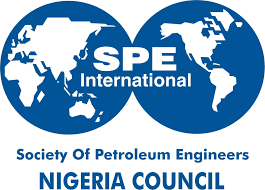 SPE
International
Society Of Petroleum Engineers
NIGERIA COUNCIL